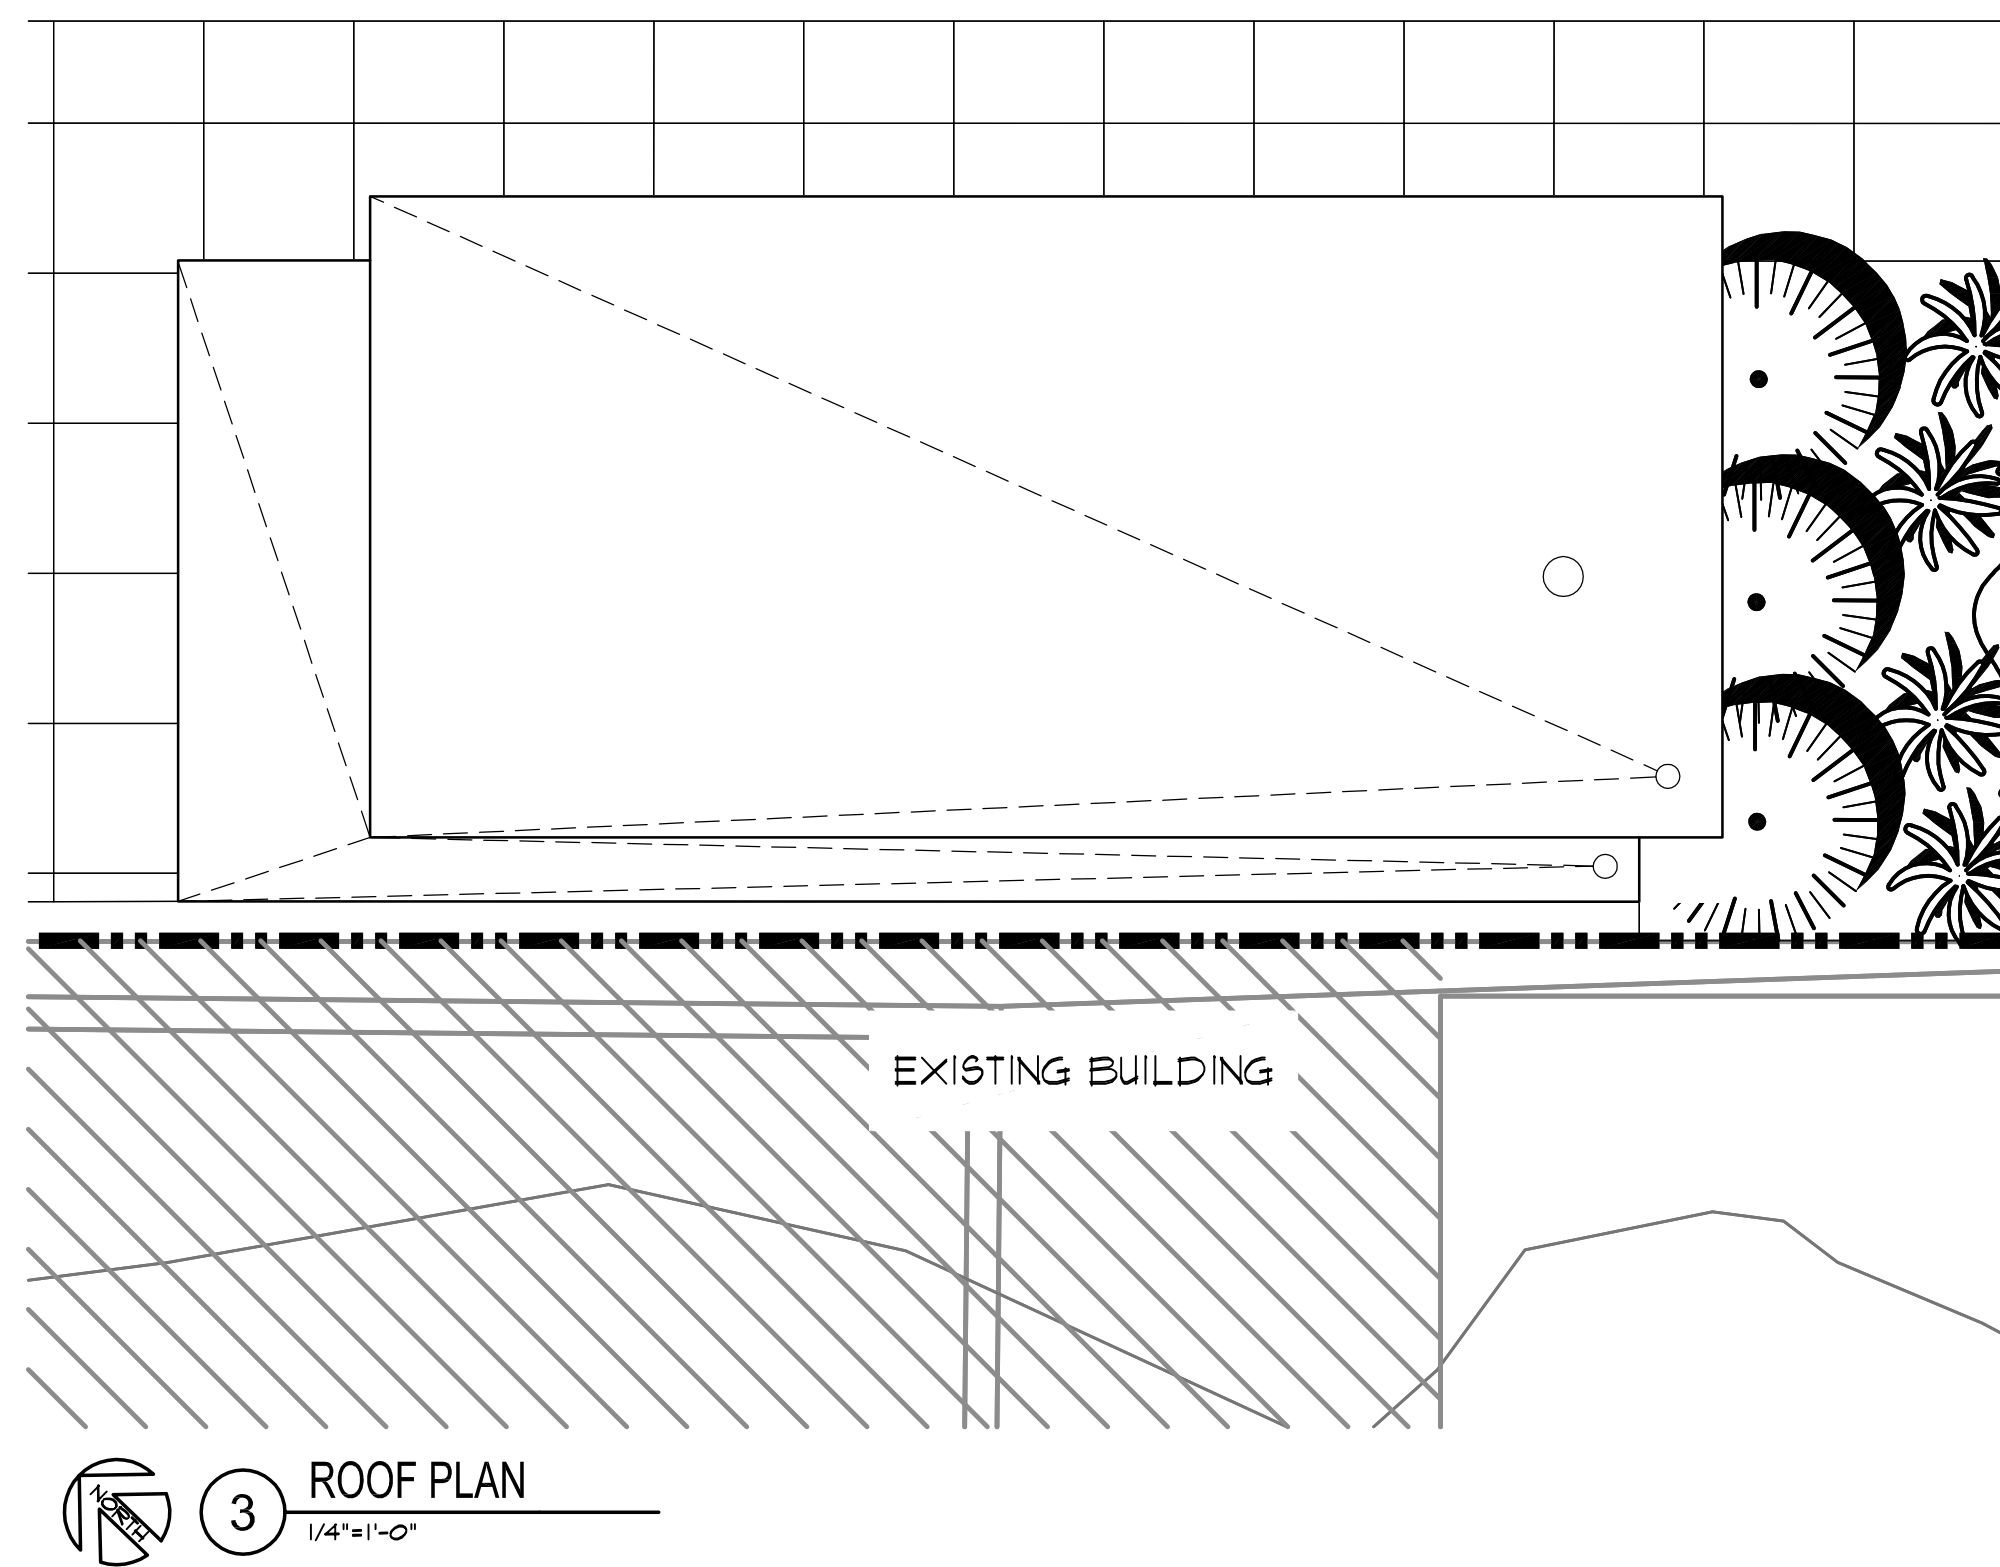 EXISTING BUILDING
NORTH
3
ROOF PLAN
1/4"=1'-0"